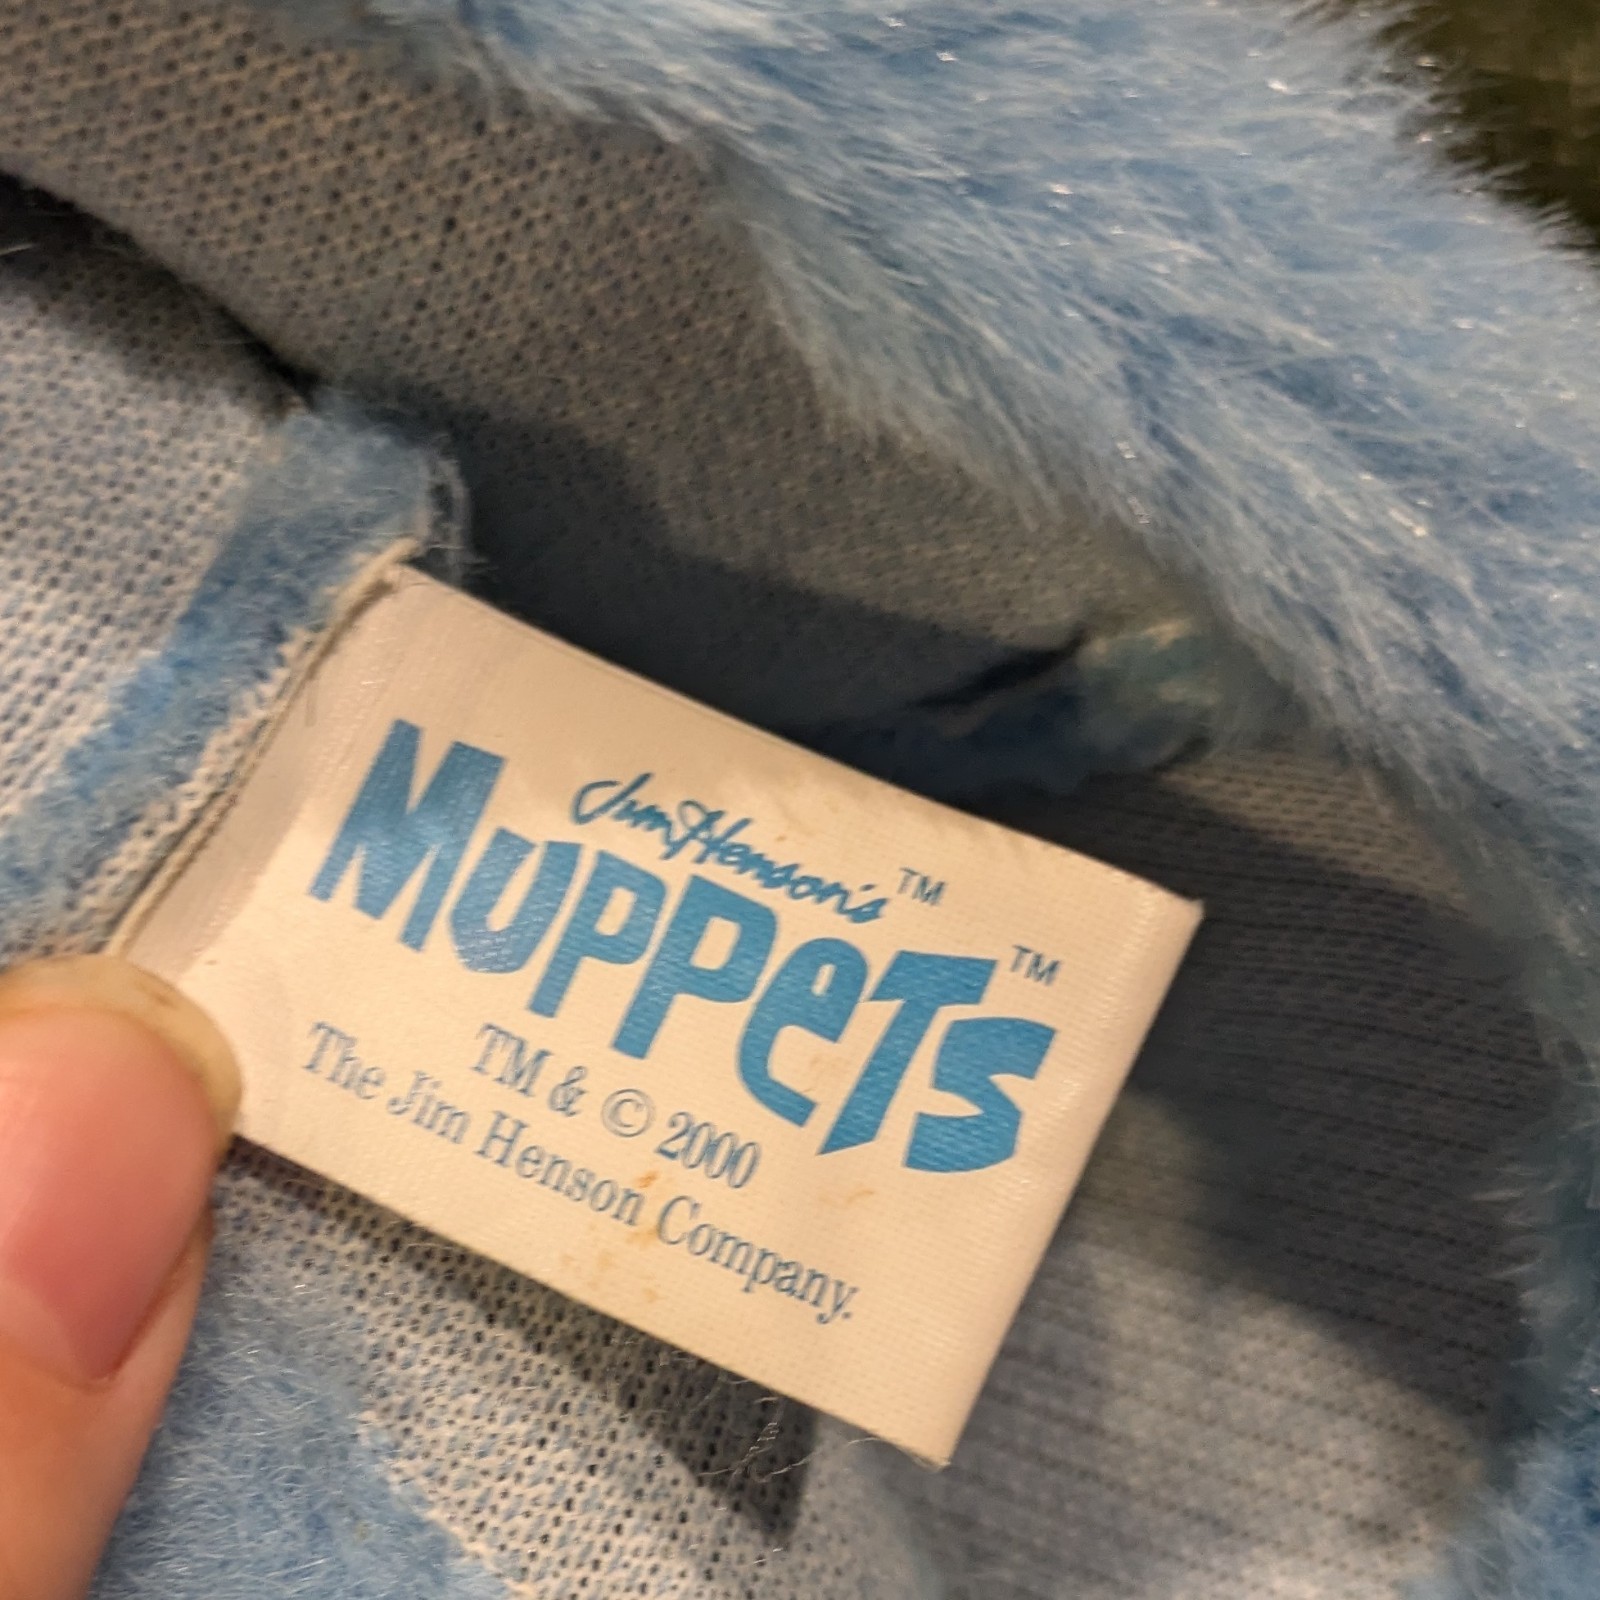 Jim Henson's™
MUPPETS™
TM & © 2000
The Jim Henson Company.